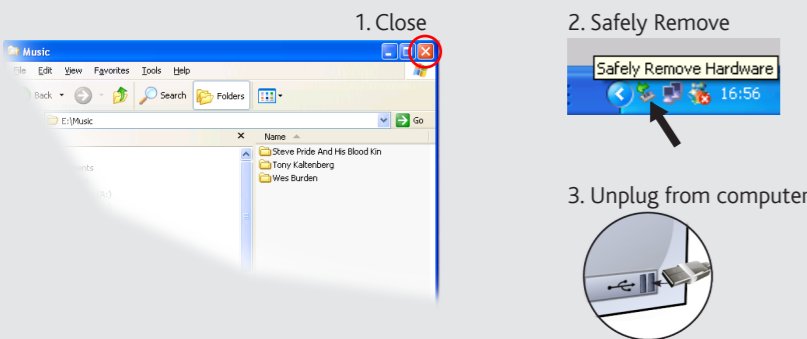 1. Close
Music
File Edit View Favorites Tools Help
Back Search Folders
E:\Music Go
Name
Steve Pride And His Blood Kin
Tony Kaltenberg
Wes Burden
2. Safely Remove
Safely Remove Hardware
16:56
3. Unplug from computer